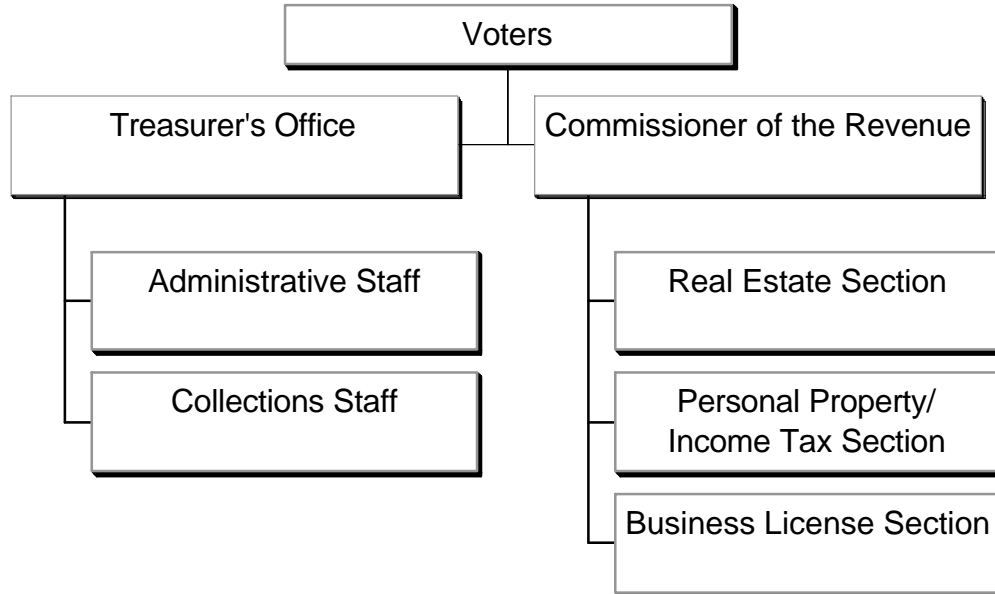 Voters
Treasurer's Office
Commissioner of the Revenue
Administrative Staff
Collections Staff
Real Estate Section
Personal Property/
Income Tax Section
Business License Section